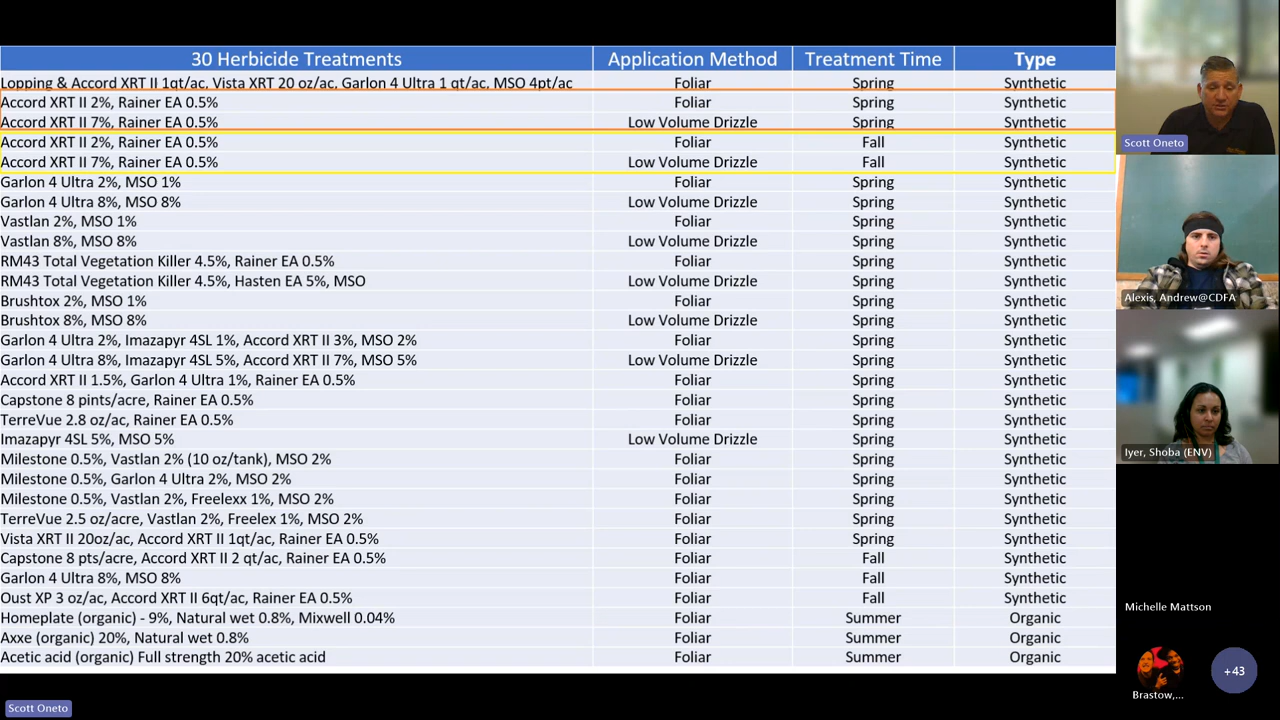 30 Herbicide Treatments Application Method Treatment Time Type
Lopping & Accord XRT II 1qt/ac, Vista XRT 20 oz/ac, Garlon 4 Ultra 1 qt/ac, MSO 4pt/ac Foliar Spring Synthetic
Accord XRT II 2%, Rainer EA 0.5% Foliar Spring Synthetic
Accord XRT II 7%, Rainer EA 0.5% Low Volume Drizzle Spring Synthetic
Accord XRT II 2%, Rainer EA 0.5% Foliar Fall Synthetic
Accord XRT II 7%, Rainer EA 0.5% Low Volume Drizzle Fall Synthetic
Garlon 4 Ultra 2%, MSO 1% Foliar Spring Synthetic
Garlon 4 Ultra 8%, MSO 8% Low Volume Drizzle Spring Synthetic
Vastlan 2%, MSO 1% Foliar Spring Synthetic
Vastlan 8%, MSO 8% Low Volume Drizzle Spring Synthetic
RM43 Total Vegetation Killer 4.5%, Rainer EA 0.5% Foliar Spring Synthetic
RM43 Total Vegetation Killer 4.5%, Hasten EA 5%, MSO Low Volume Drizzle Spring Synthetic
Brushtox 2%, MSO 1% Foliar Spring Synthetic
Brushtox 8%, MSO 8% Low Volume Drizzle Spring Synthetic
Garlon 4 Ultra 2%, Imazapyr 4SL 1%, Accord XRT II 3%, MSO 2% Foliar Spring Synthetic
Garlon 4 Ultra 8%, Imazapyr 4SL 5%, Accord XRT II 7%, MSO 5% Low Volume Drizzle Spring Synthetic
Accord XRT II 1.5%, Garlon 4 Ultra 1%, Rainer EA 0.5% Foliar Spring Synthetic
Capstone 8 pints/acre, Rainer EA 0.5% Foliar Spring Synthetic
TerreVue 2.8 oz/ac, Rainer EA 0.5% Foliar Spring Synthetic
Imazapyr 4SL 5%, MSO 5% Low Volume Drizzle Spring Synthetic
Milestone 0.5%, Vastlan 2% (10 oz/tank), MSO 2% Foliar Spring Synthetic
Milestone 0.5%, Garlon 4 Ultra 2%, MSO 2% Foliar Spring Synthetic
Milestone 0.5%, Vastlan 2%, Freelexx 1%, MSO 2% Foliar Spring Synthetic
TerreVue 2.5 oz/acre, Vastlan 2%, Freelex 1%, MSO 2% Foliar Spring Synthetic
Vista XRT II 20oz/ac, Accord XRT II 1qt/ac, Rainer EA 0.5% Foliar Spring Synthetic
Capstone 8 pts/acre, Accord XRT II 2 qt/ac, Rainer EA 0.5% Foliar Fall Synthetic
Garlon 4 Ultra 8%, MSO 8% Foliar Fall Synthetic
Oust XP 3 oz/ac, Accord XRT II 6qt/ac, Rainer EA 0.5% Foliar Fall Synthetic
Homeplate (organic) - 9%, Natural wet 0.8%, Mixwell 0.04% Foliar Summer Organic
Axxe (organic) 20%, Natural wet 0.8% Foliar Summer Organic
Acetic acid (organic) Full strength 20% acetic acid Foliar Summer Organic
Scott Oneto
Scott Oneto
Alexis, Andrew@CDFA
Iyer, Shoba (ENV)
Michelle Mattson
Brastow,...
+43